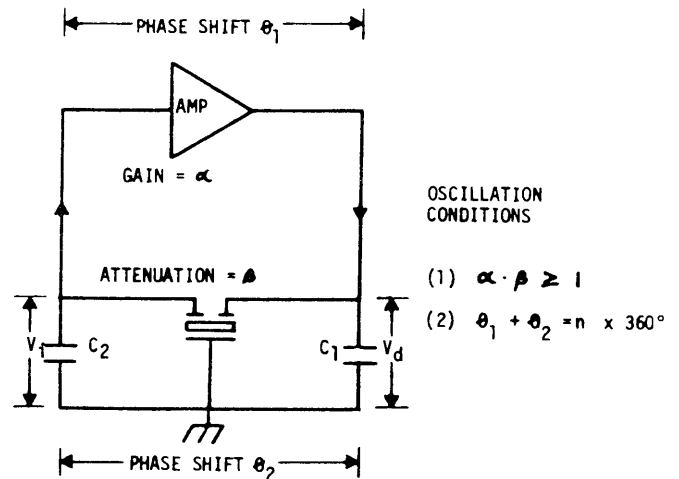 PHASE SHIFT θ1
AMP
GAIN = α
OSCILLATION
CONDITIONS
ATTENUATION = β
(1) α · β ≥ 1
(2) θ1 + θ2 = n x 360°
V1 C2
C1 Vd
PHASE SHIFT θ2